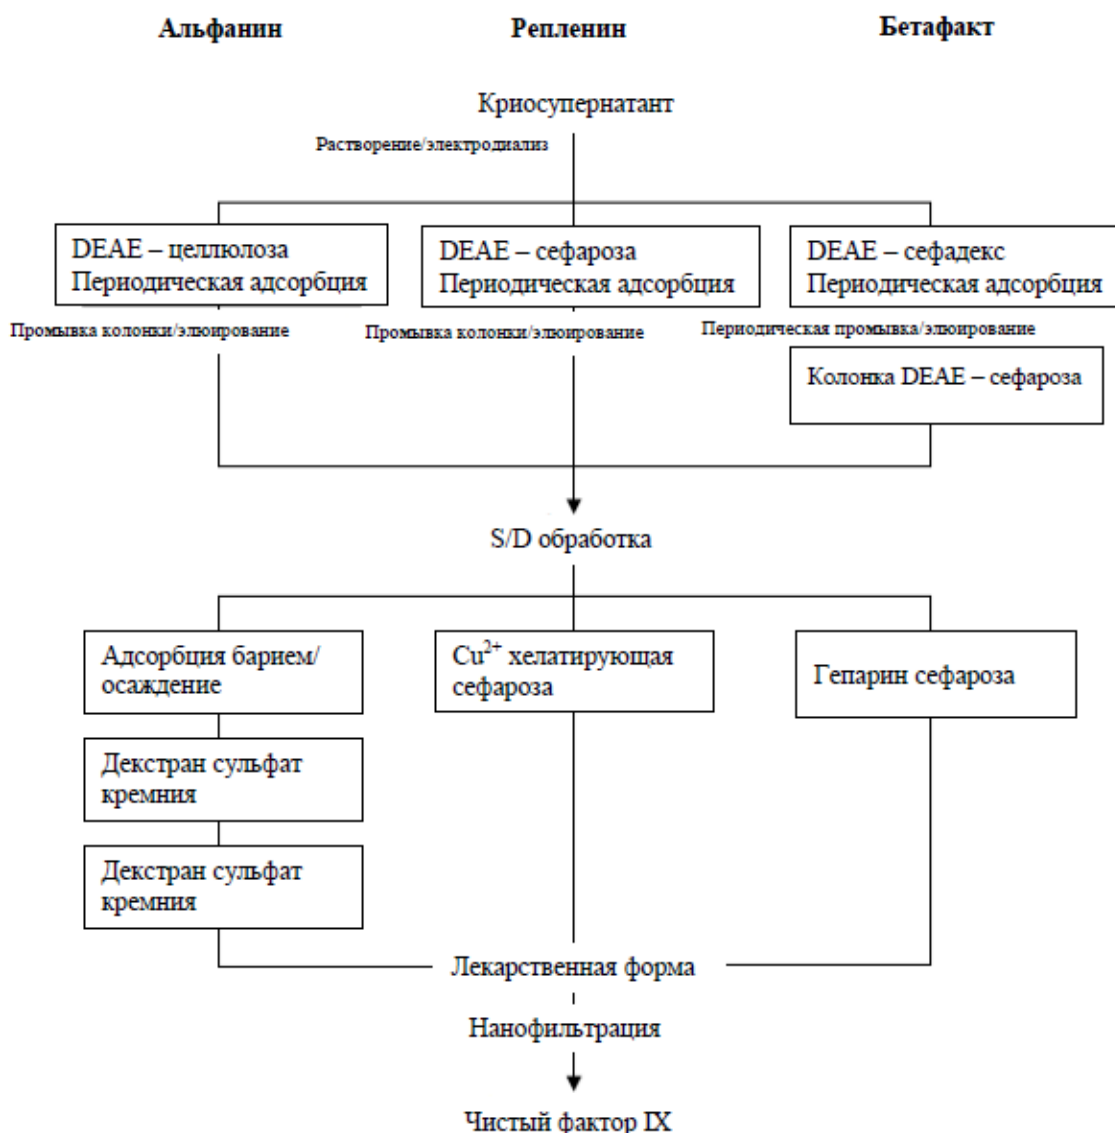 Альфанин
Репленин
Бетафакт
Криосупернатант
Растворение/электродиализ
DEAE – целлюлоза
Периодическая адсорбция
DEAE – сефароза
Периодическая адсорбция
DEAE – сефадекс
Периодическая адсорбция
Промывка колонки/элюирование
Промывка колонки/элюирование
Периодическая промывка/элюирование
Колонка DEAE – сефароза
S/D обработка
Адсорбция барием/
осаждение
Cu²⁺ хелатирующая
сефароза
Гепарин сефароза
Декстран сульфат
кремния
Декстран сульфат
кремния
Лекарственная форма
Нанофильтрация
Чистый фактор IX